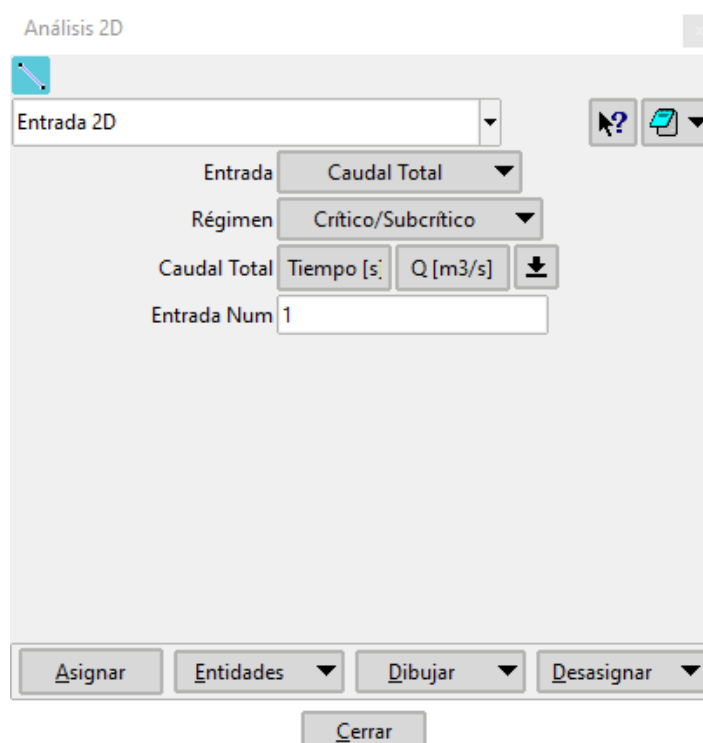 Análisis 2D
Entrada 2D
Entrada Caudal Total
Régimen Crítico/Subcrítico
Caudal Total Tiempo [s] Q [m3/s]
Entrada Num 1
Asignar Entidades Dibujar Desasignar
Cerrar